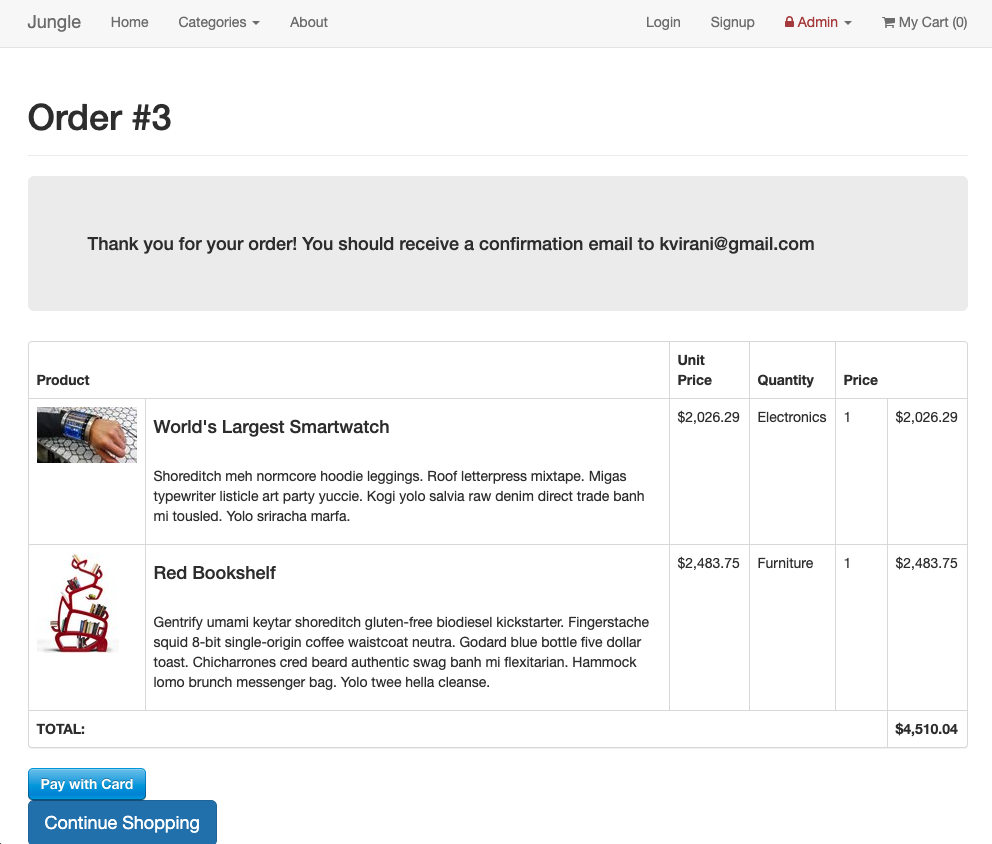 Jungle Home Categories About Login Signup Admin My Cart (0)
Order #3
Thank you for your order! You should receive a confirmation email to kvirani@gmail.com
Product Unit Price Quantity Price
World's Largest Smartwatch $2,026.29 Electronics 1 $2,026.29
Shoreditch meh normcore hoodie leggings. Roof letterpress mixtape. Migas
typewriter listicle art party yuccie. Kogi yolo salvia raw denim direct trade banh
mi tousled. Yolo sriracha marfa.
Red Bookshelf $2,483.75 Furniture 1 $2,483.75
Gentrify umami keytar shoreditch gluten-free biodiesel kickstarter. Fingerstache
squid 8-bit single-origin coffee waistcoat neutra. Godard blue bottle five dollar
toast. Chicharrones cred beard authentic swag banh mi flexitarian. Hammock
lomo brunch messenger bag. Yolo twee hella cleanse.
TOTAL: $4,510.04
Pay with Card
Continue Shopping